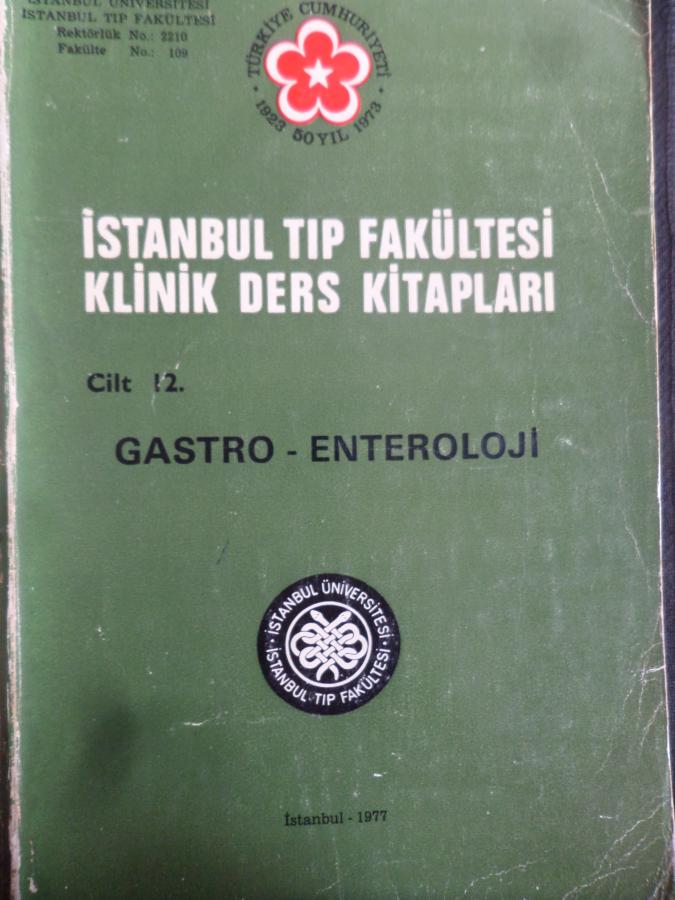 İSTANBUL ÜNİVERSİTESİ
İSTANBUL TIP FAKÜLTESİ
Rektörlük No.: 2210
Fakülte No.: 109
TÜRKİYE CUMHURİYETİ
1923 50 YIL 1973
İSTANBUL TIP FAKÜLTESİ
KLİNİK DERS KİTAPLARI
Cilt 12.
GASTRO - ENTEROLOJİ
İSTANBUL ÜNİVERSİTESİ
İSTANBUL TIP FAKÜLTESİ
İstanbul - 1977